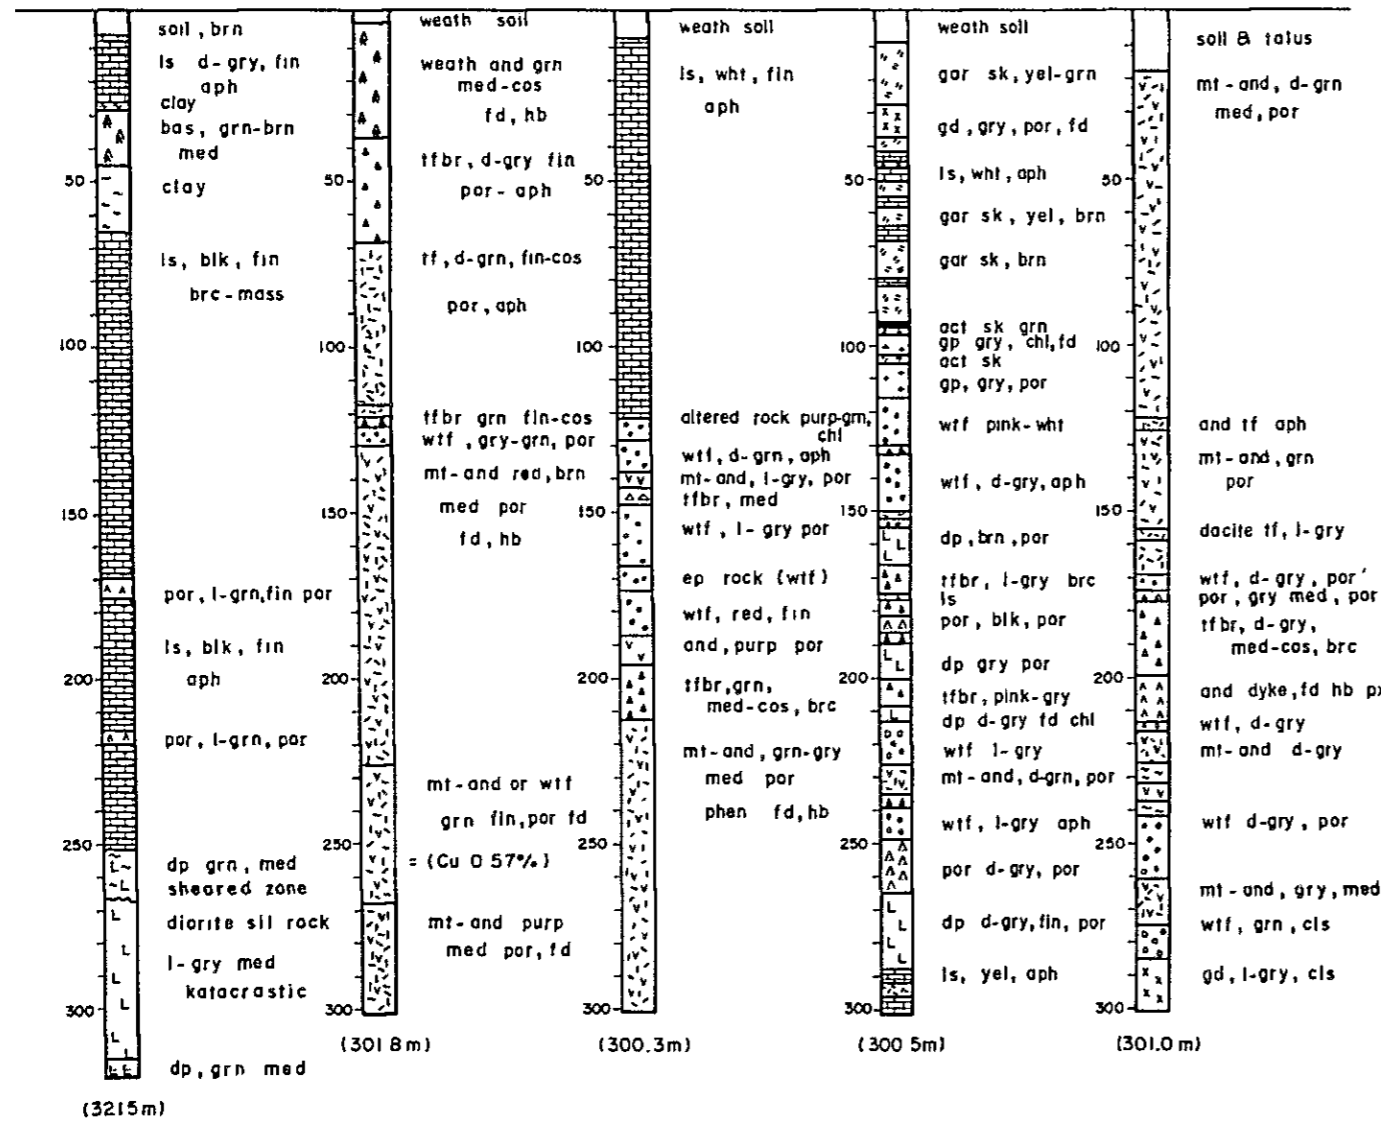 soil, brn
ls d-gry, fin
aph
clay
bas, grn-brn
med
50
clay
ls, blk, fin
brc-mass
100
150
por, l-grn, fin por
ls, blk, fin
aph
200
por, l-grn, por
250
dp grn, med
sheared zone
diorite sil rock
l-gry med
katacrastic
300
dp, grn med
(3215m)
weath soil
weath and grn
med-cos
fd, hb
tfbr, d-gry fin
50
por-aph
tf, d-grn, fin-cos
por, aph
100
tfbr grn fin-cos
wtf, gry-grn, por
mt-and red, brn
med por
150
fd, hb
200
mt-and or wtf
grn fin, por fd
250
= (Cu 0 57%)
mt-and purp
med por, fd
300
(301 8 m)
weath soil
ls, wht, fin
aph
50
100
altered rock purp-grn,
chl
wtf, d-grn, aph
mt-and, l-gry, por
tfbr, med
150
wtf, l-gry por
ep rock (wtf)
wtf, red, fin
and, purp por
200
tfbr, grn,
med-cos, brc
mt-and, grn-gry
med por
phen fd, hb
250
300
(300.3m)
weath soil
gar sk, yel-grn
gd, gry, por, fd
50
ls, wht, aph
gar sk, yel, brn
gar sk, brn
act sk grn
100
gp gry, chl, fd
act sk
gp, gry, por
wtf pink-wht
wtf, d-gry, aph
150
dp, brn, por
tfbr, l-gry brc
ls
por, blk, por
dp gry por
200
tfbr, pink-gry
dp d-gry fd chl
wtf l-gry
mt-and, d-grn, por
wtf, l-gry aph
250
por d-gry, por
dp d-gry, fin, por
ls, yel, aph
300
(300 5m)
soil & talus
mt-and, d-grn
med, por
50
100
and tf aph
mt-and, grn
por
150
dacite tf, l-gry
wtf, d-gry, por
por, gry med, por
tfbr, d-gry,
med-cos, brc
200
and dyke, fd hb px
wtf, d-gry
mt-and d-gry
wtf d-gry, por
250
mt-and, gry, med
wtf, grn, cls
gd, l-gry, cls
300
(301.0 m)